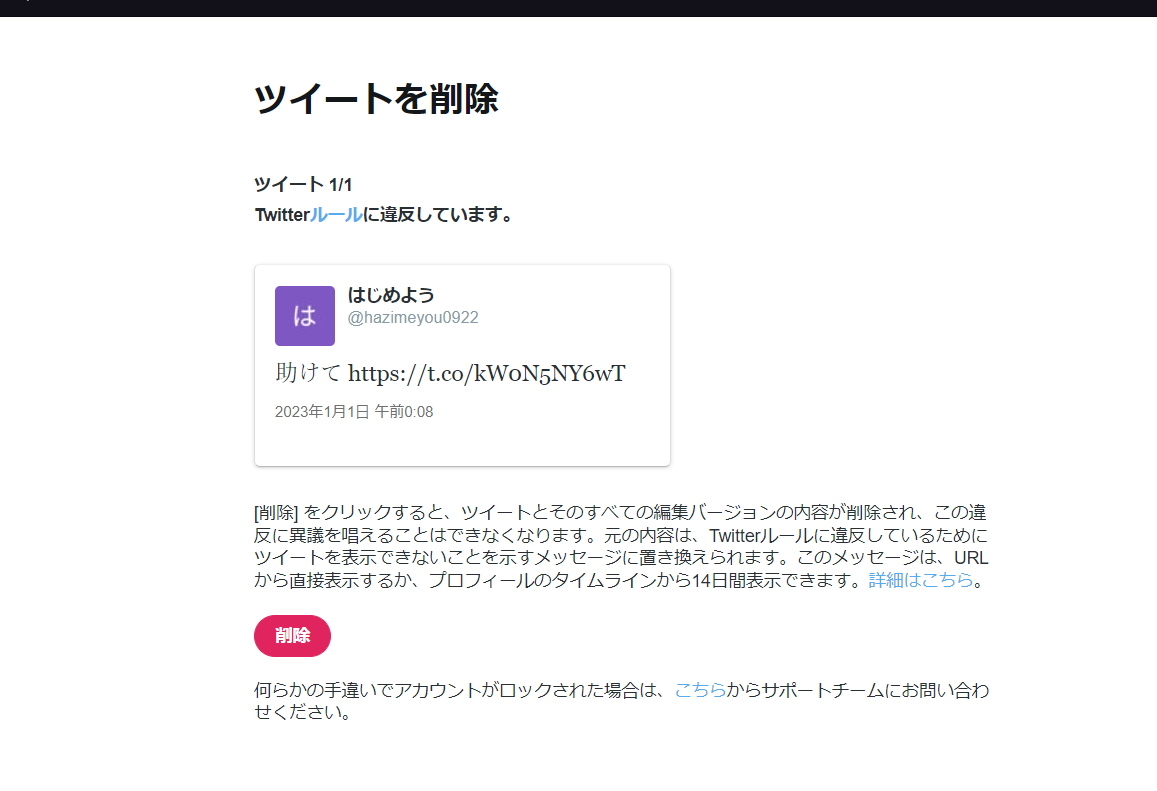 ツイートを削除
ツイート 1/1
Twitterルールに違反しています。
は
はじめよう
@hazimeyou0922
助けて https://t.co/kW0N5NY6wT
2023年1月1日 午前0:08
[削除] をクリックすると、ツイートとそのすべての編集バージョンの内容が削除され、この違
反に異議を唱えることはできなくなります。元の内容は、Twitterルールに違反しているために
ツイートを表示できないことを示すメッセージに置き換えられます。このメッセージは、URL
から直接表示するか、プロフィールのタイムラインから14日間表示できます。詳細はこちら。
削除
何らかの手違いでアカウントがロックされた場合は、こちらからサポートチームにお問い合わ
せください。